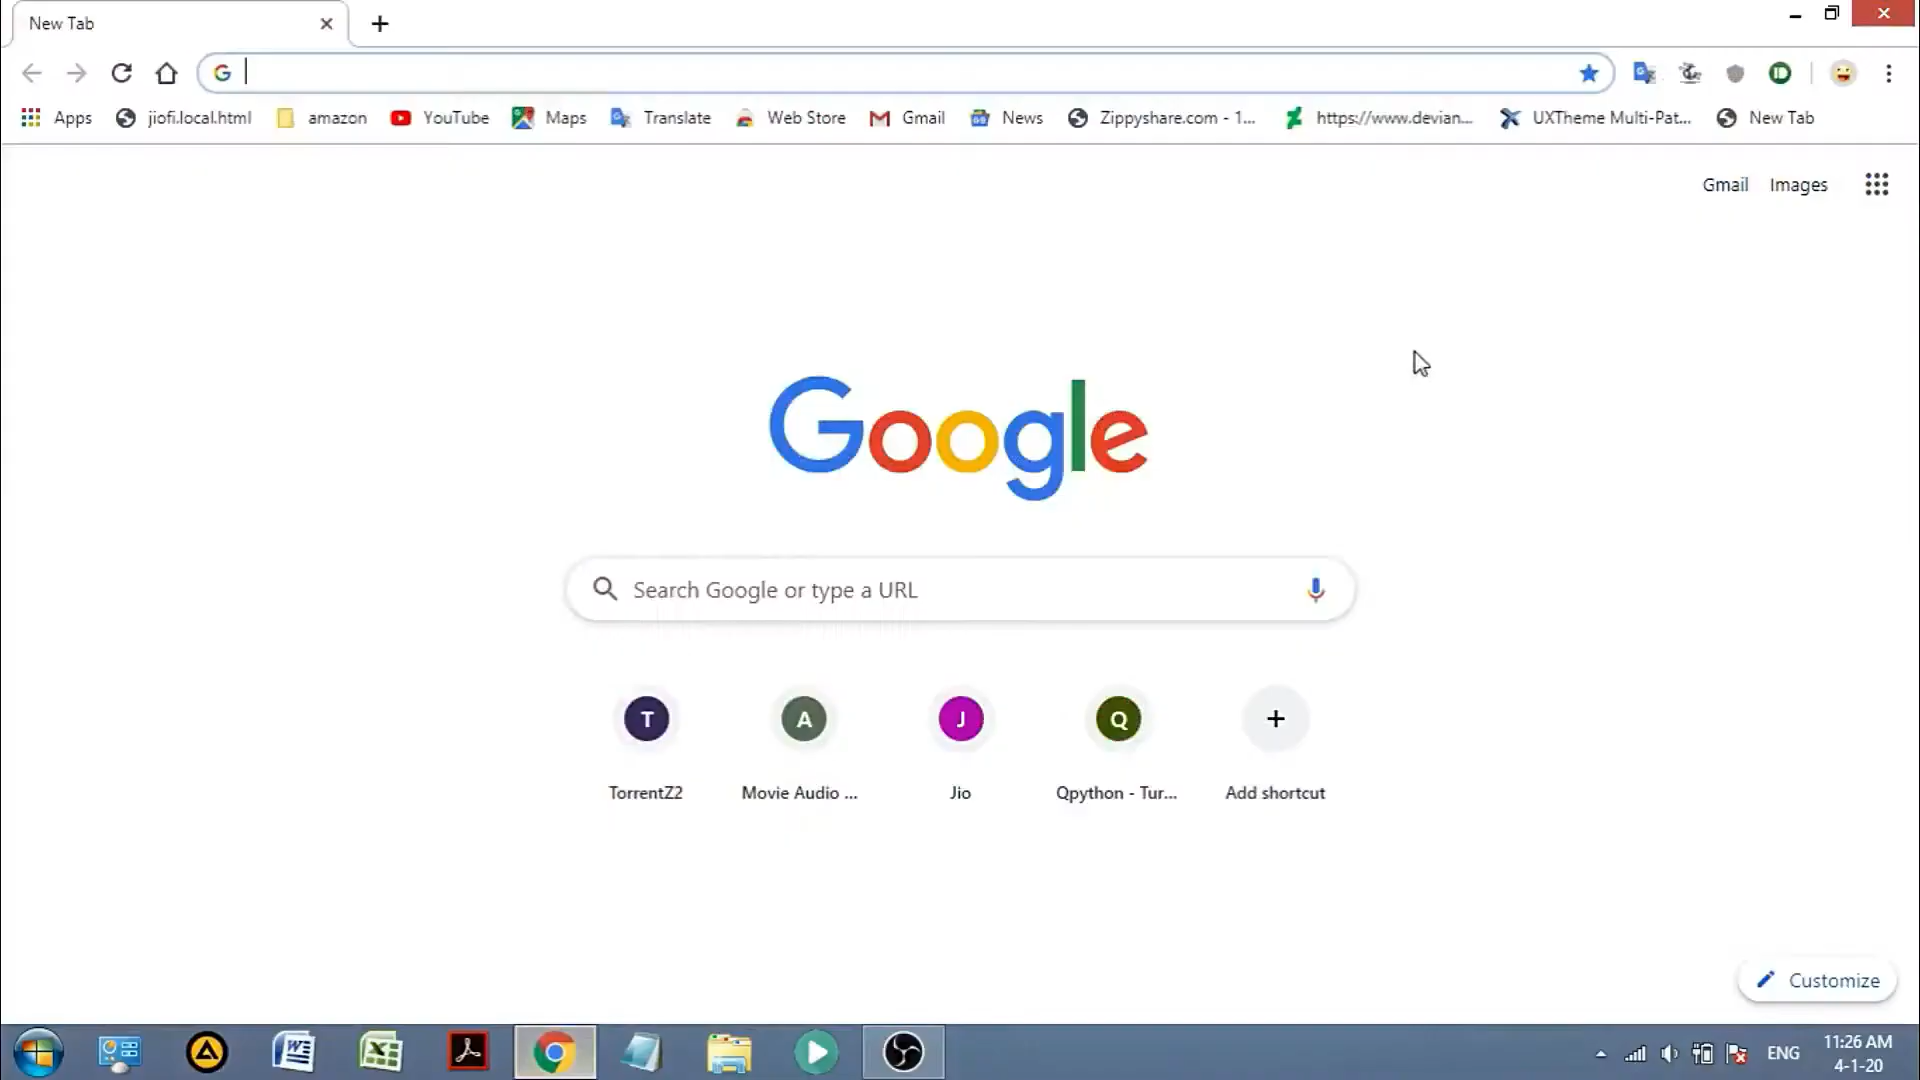 New Tab
Apps jiofi.local.html amazon YouTube Maps Translate Web Store Gmail News Zippyshare.com - 1... https://www.devian... UXTheme Multi-Pat... New Tab
Gmail Images
Google
Search Google or type a URL
T A J Q
TorrentZ2 Movie Audio ... Jio Qpython - Tur... Add shortcut
Customize
ENG 11:26 AM
4-1-20